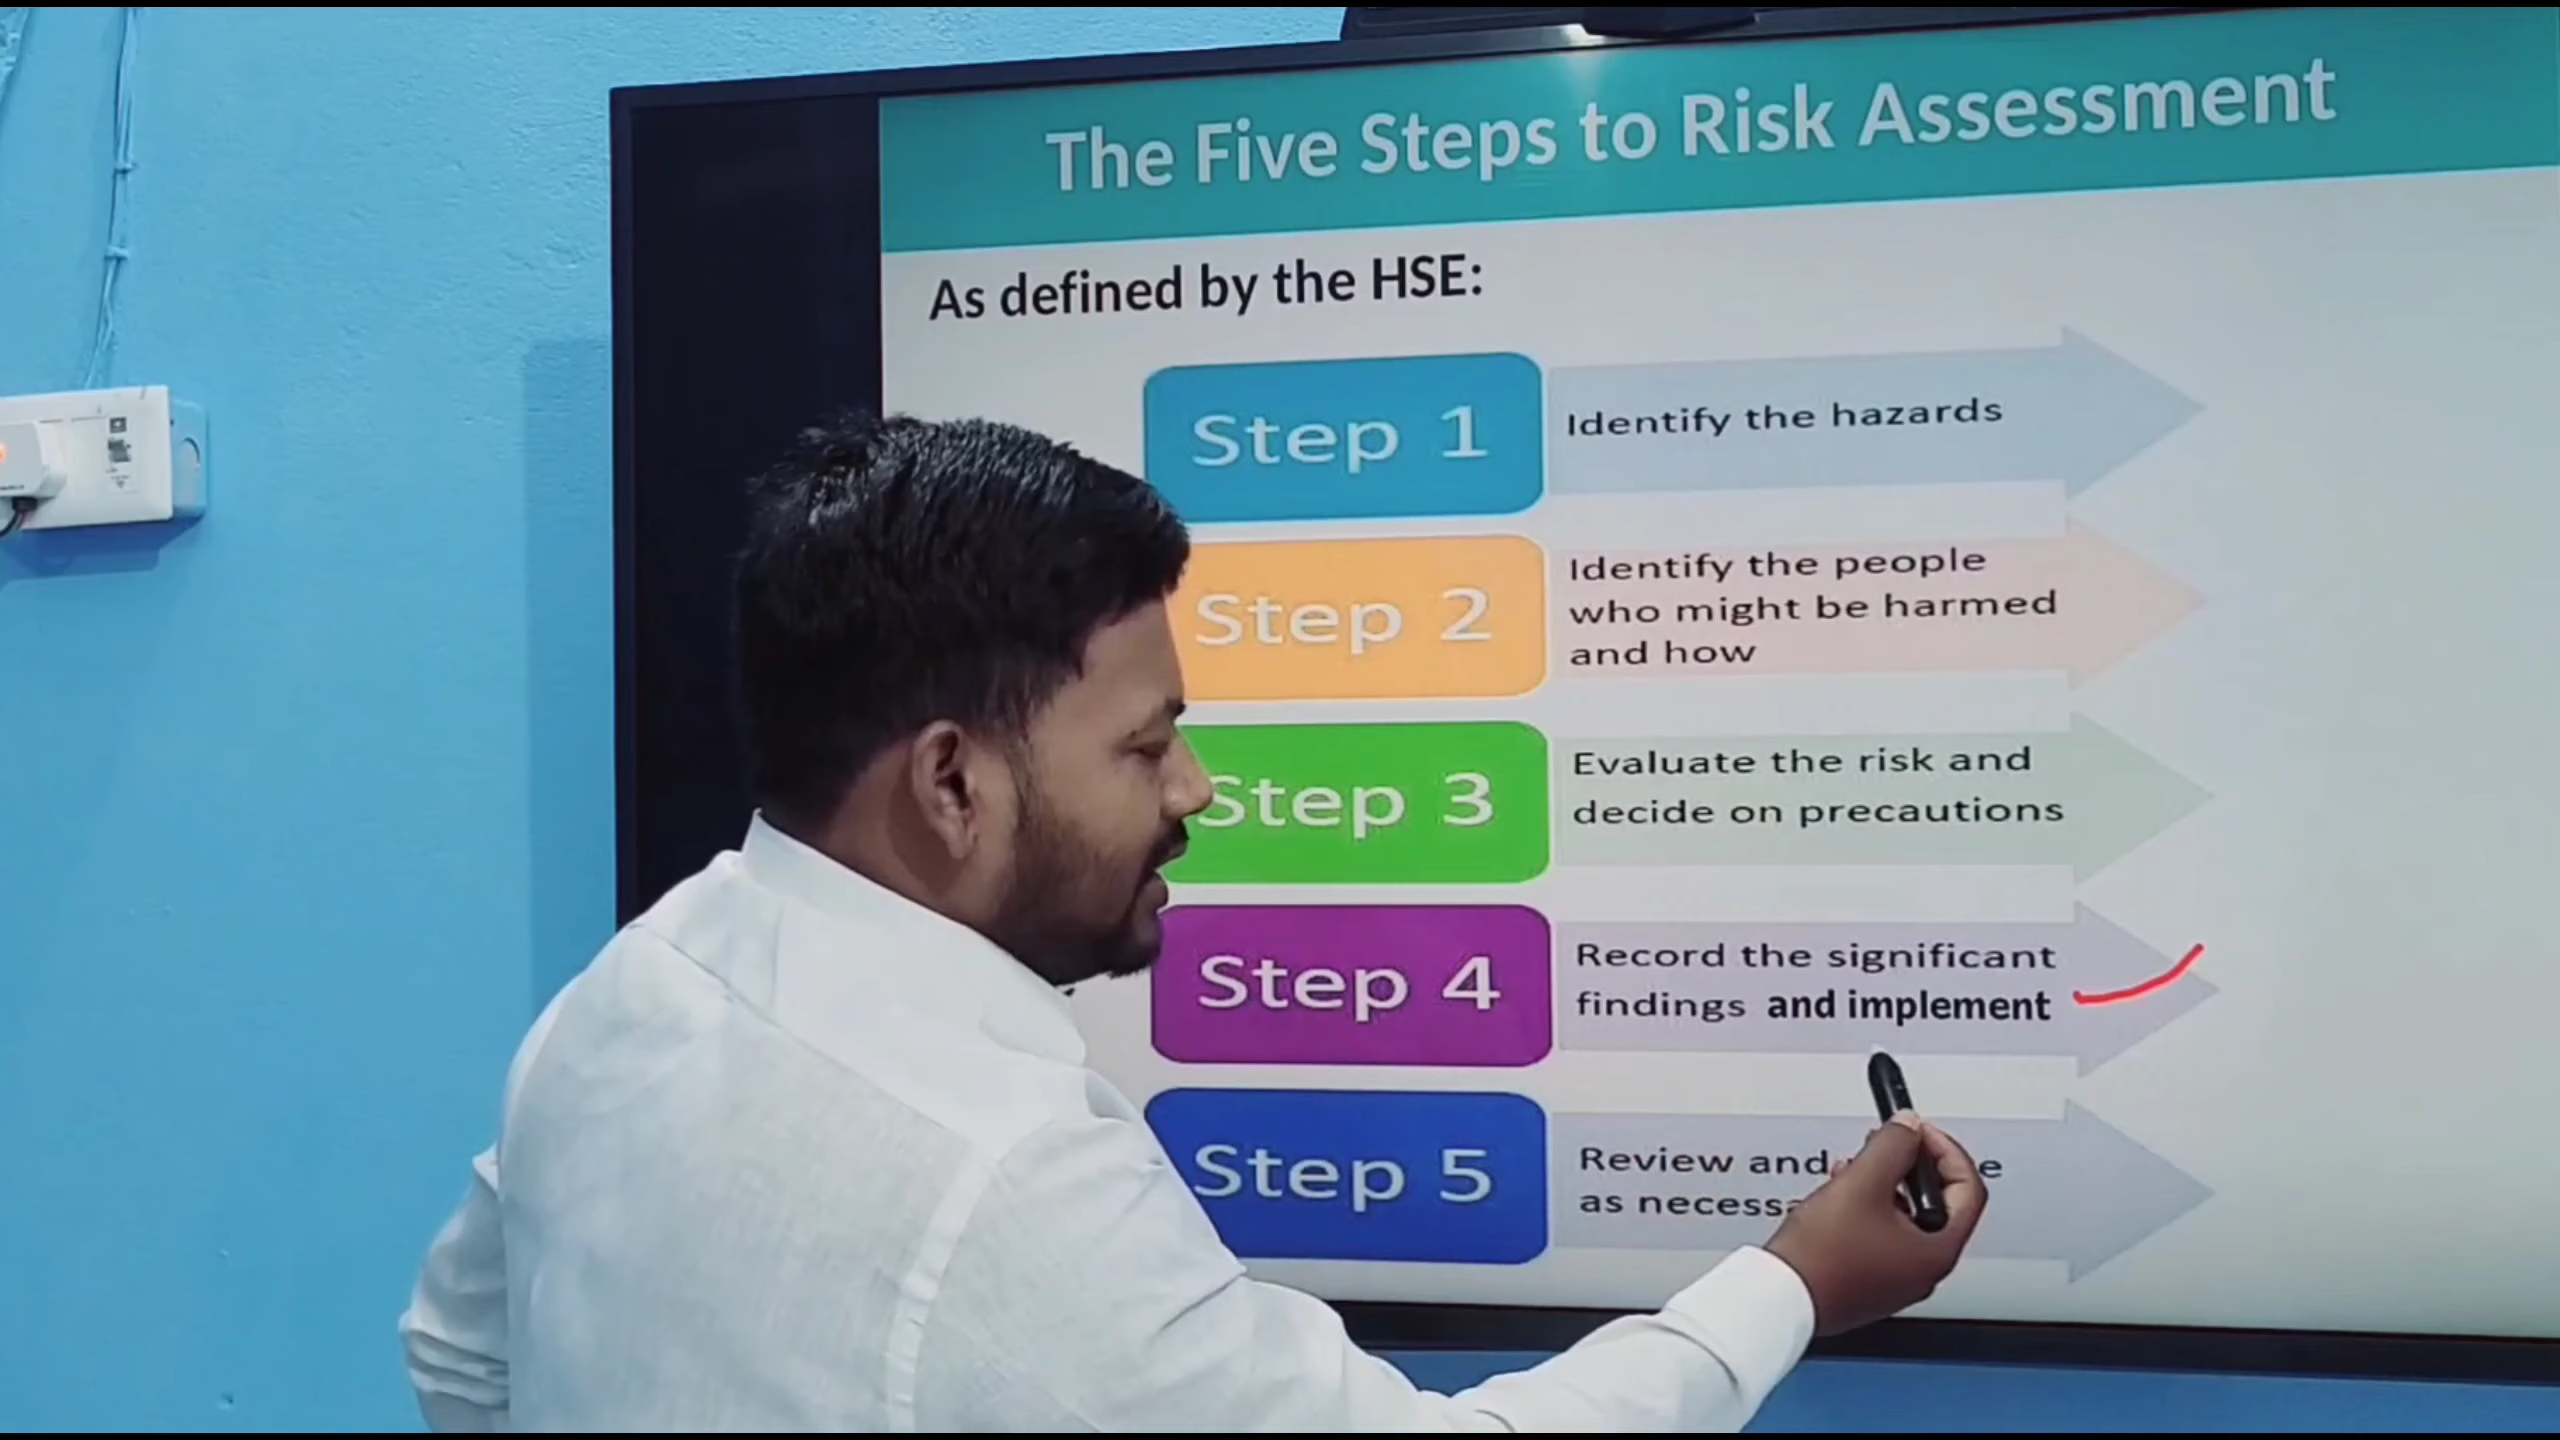 The Five Steps to Risk Assessment
As defined by the HSE:
Step 1
Identify the hazards
Step 2
Identify the people
who might be harmed
and how
Step 3
Evaluate the risk and
decide on precautions
Step 4
Record the significant
findings and implement
Step 5
Review and
as